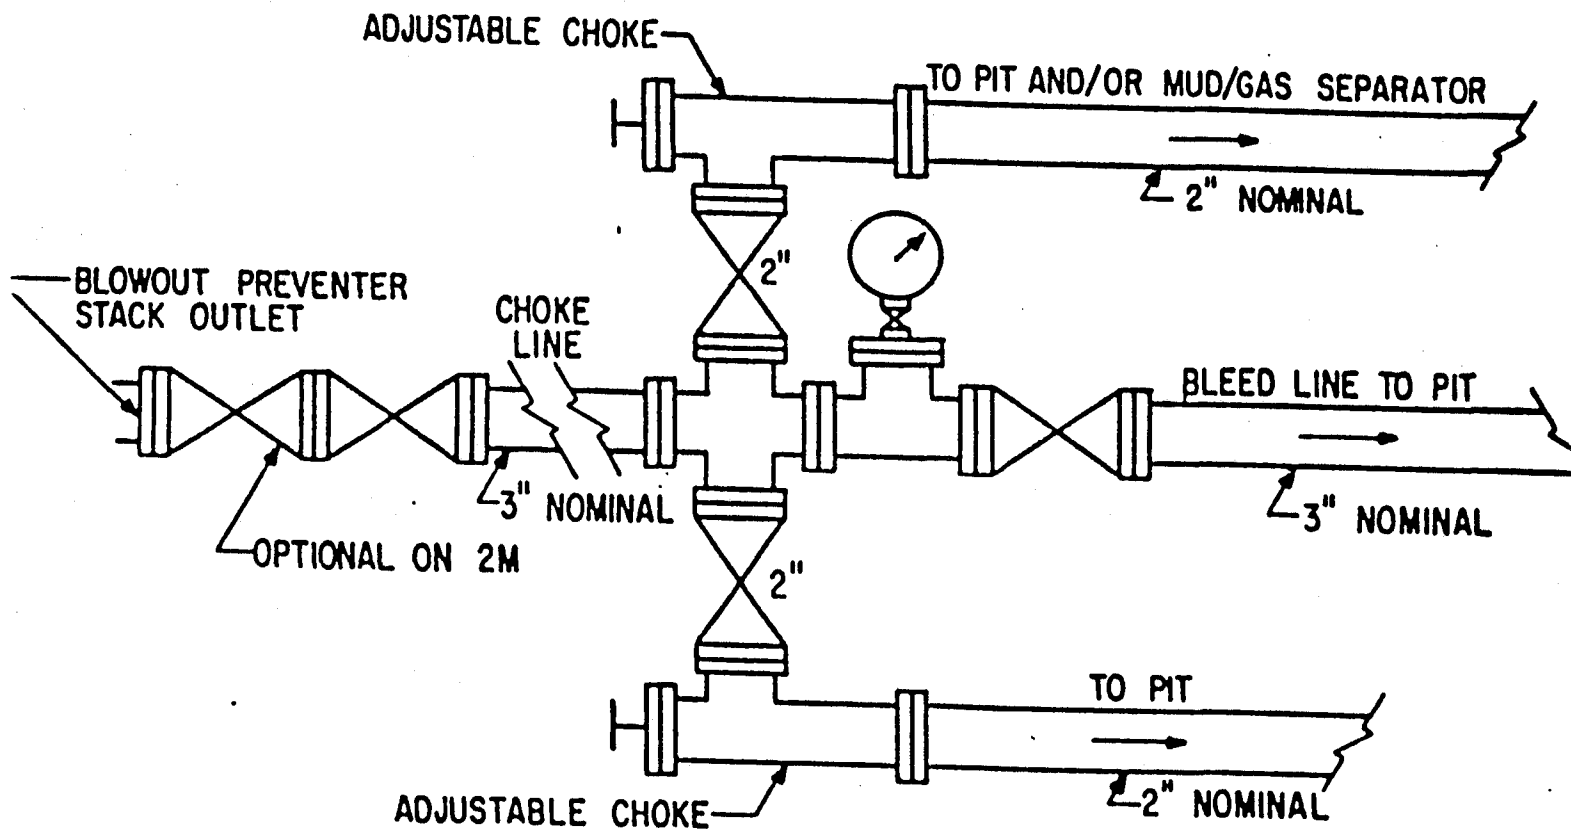 ADJUSTABLE CHOKE
TO PIT AND/OR MUD/GAS SEPARATOR
2" NOMINAL
2"
BLOWOUT PREVENTER
STACK OUTLET
CHOKE
LINE
BLEED LINE TO PIT
3" NOMINAL
3" NOMINAL
OPTIONAL ON 2M
2"
TO PIT
2" NOMINAL
ADJUSTABLE CHOKE